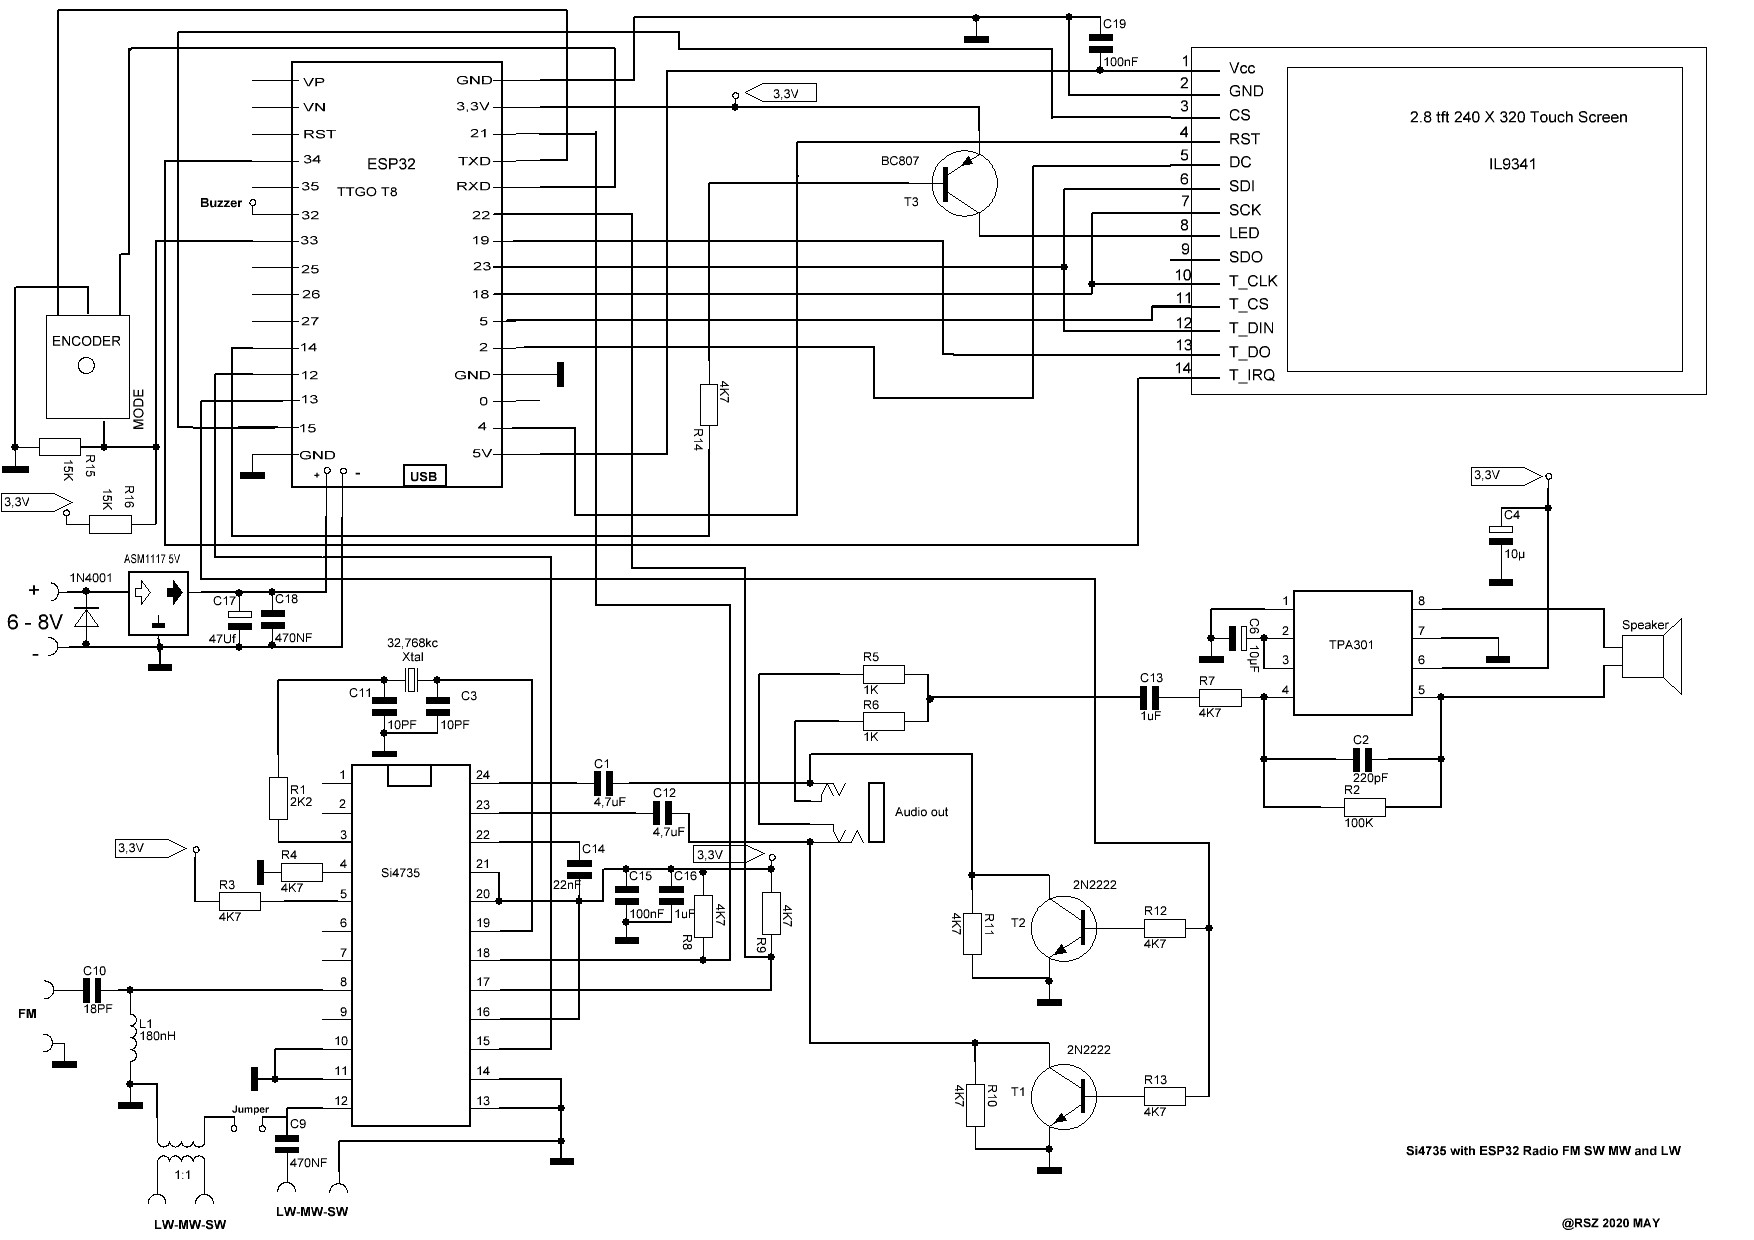 C19
100nF
VP
VN
RST
34
35
32
33
25
26
27
14
12
13
15
GND
+
-
ESP32
TTGO T8
USB
GND
3,3V
21
TXD
RXD
22
19
23
18
5
2
GND
0
4
5V
Buzzer
3,3V
BC807
T3
4K7
R14
1
2
3
4
5
6
7
8
9
10
11
12
13
14
Vcc
GND
CS
RST
DC
SDI
SCK
LED
SDO
T_CLK
T_CS
T_DIN
T_DO
T_IRQ
2.8 tft 240 X 320 Touch Screen
IL9341
ENCODER
MODE
R15
15K
R16
15K
3,3V
ASM1117 5V
+
1N4001
6 - 8V
-
C17
47Uf
C18
470NF
32,768kc
Xtal
C11
10PF
C3
10PF
R1
2K2
3,3V
R4
4K7
R3
4K7
1
2
3
4
5
6
7
8
9
10
11
12
Si4735
24
23
22
21
20
19
18
17
16
15
14
13
C1
4,7uF
C12
4,7uF
C14
22nF
C15
100nF
C16
1uF
3,3V
4K7
R8
4K7
R9
R5
1K
R6
1K
Audio out
C13
1uF
R7
4K7
3,3V
C4
10µ
C6
10µF
1
2
3
4
TPA301
8
7
6
5
Speaker
C2
220pF
R2
100K
2N2222
T2
R11
4K7
R12
4K7
2N2222
T1
R10
4K7
R13
4K7
FM
C10
18PF
L1
180nH
Jumper
C9
470NF
1:1
LW-MW-SW
LW-MW-SW
Si4735 with ESP32 Radio FM SW MW and LW
@RSZ 2020 MAY